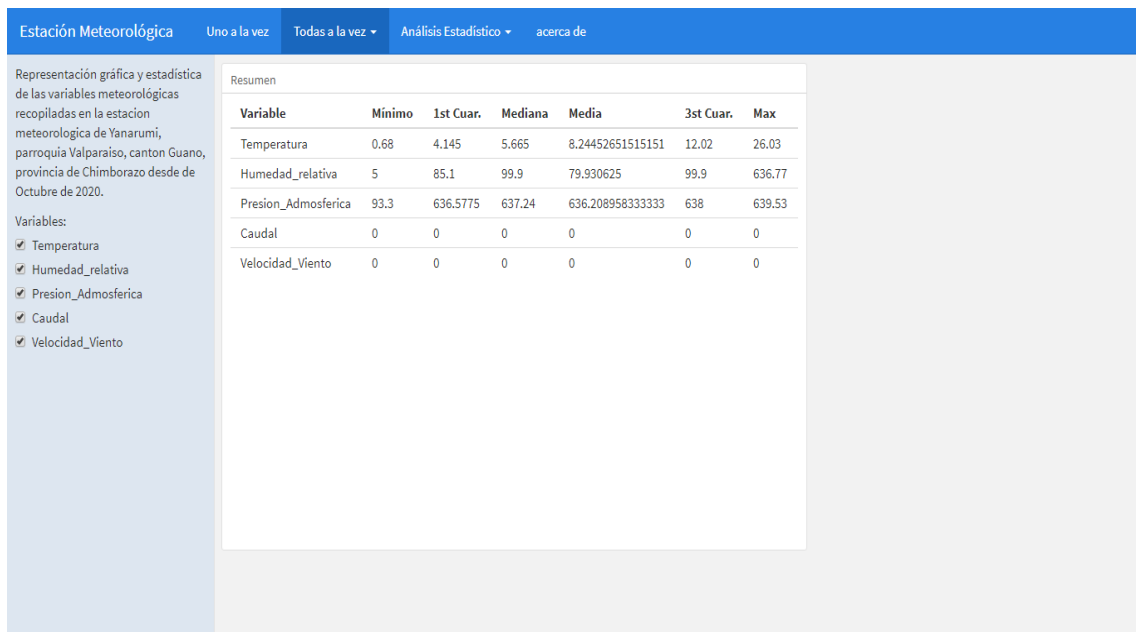 Estación Meteorológica Uno a la vez Todas a la vez Análisis Estadístico acerca de
Representación gráfica y estadística
de las variables meteorológicas
recopiladas en la estacion
meteorologica de Yanarumi,
parroquia Valparaiso, canton Guano,
provincia de Chimborazo desde de
Octubre de 2020.
Variables:
Temperatura
Humedad_relativa
Presion_Admosferica
Caudal
Velocidad_Viento
Resumen
Variable Mínimo 1st Cuar. Mediana Media 3st Cuar. Max
Temperatura 0.68 4.145 5.665 8.24452651515151 12.02 26.03
Humedad_relativa 5 85.1 99.9 79.930625 99.9 636.77
Presion_Admosferica 93.3 636.5775 637.24 636.208958333333 638 639.53
Caudal 0 0 0 0 0 0
Velocidad_Viento 0 0 0 0 0 0